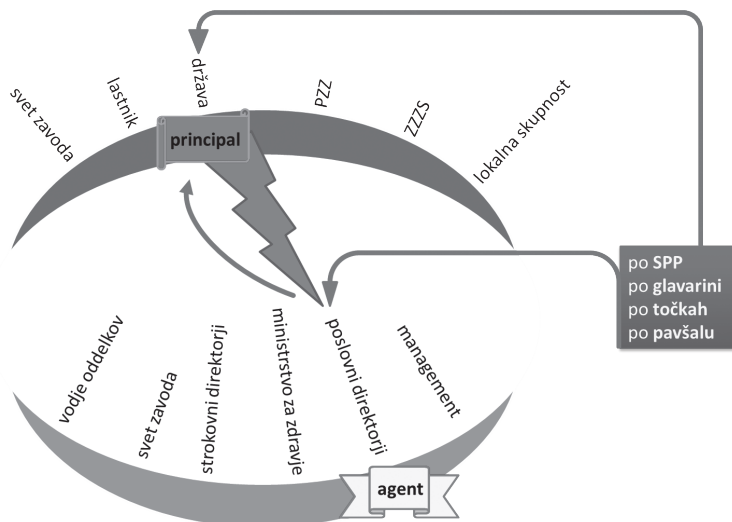 svet zavoda
lastnik
država
PZZ
ZZZS
lokalna skupnost
principal
po SPP
po glavarini
po točkah
po pavšalu
vodje oddelkov
svet zavoda
strokovni direktorji
ministrstvo za zdravje
poslovni direktorji
management
agent